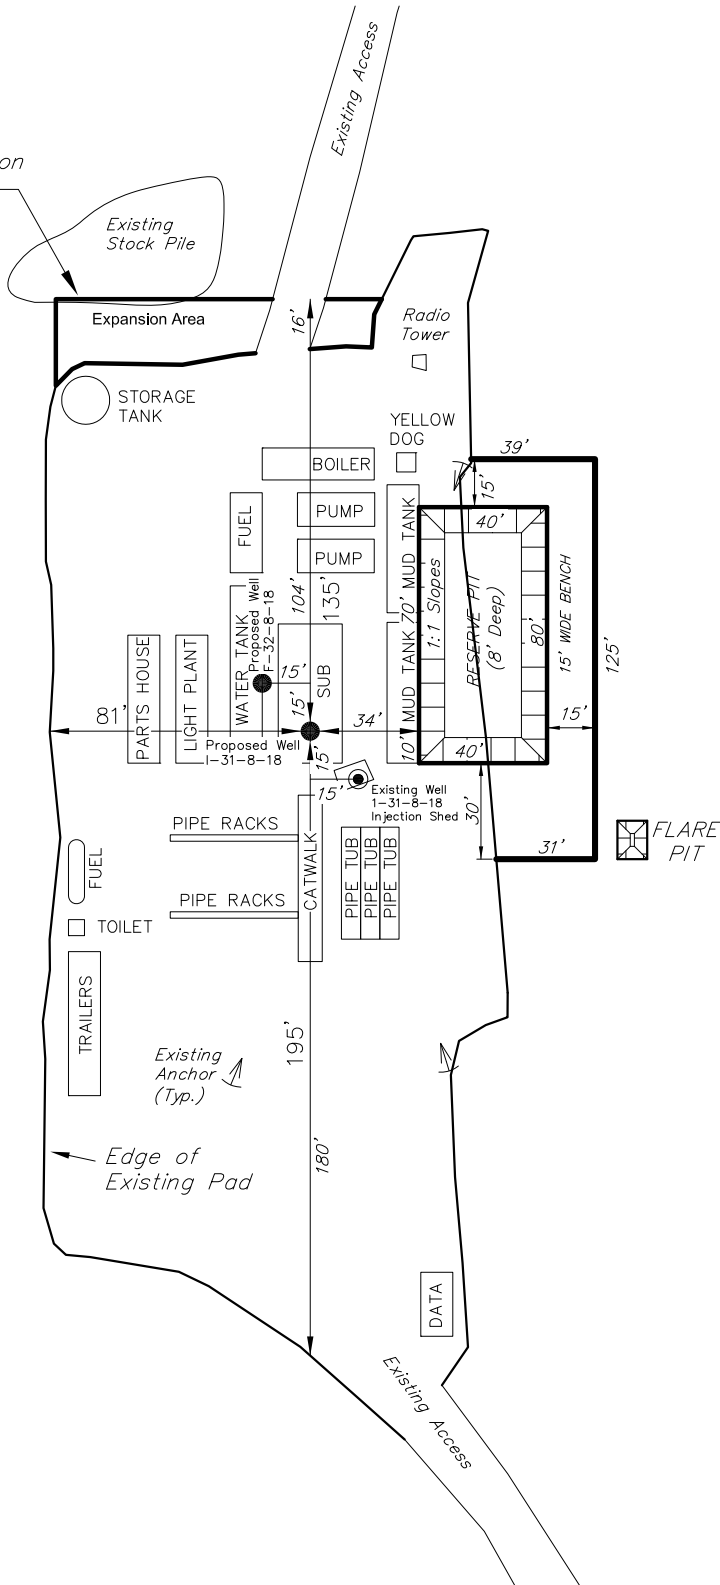 Existing Access
on
Existing
Stock Pile
Expansion Area
16'
Radio
Tower
STORAGE
TANK
YELLOW
DOG
39'
BOILER
15'
FUEL
PUMP
40'
PUMP
MUD TANK
70'
1:1 Slopes
RESERVE PIT
(8' Deep)
80'
15' WIDE BENCH
125'
104'
135'
WATER TANK
Proposed Well
F-32-8-18
15'
SUB
15'
MUD TANK
PARTS HOUSE
LIGHT PLANT
81'
34'
15'
Proposed Well
I-31-8-18
15'
10'
40'
15'
Existing Well
1-31-8-18
Injection Shed
30'
31'
FLARE
PIT
PIPE RACKS
CATWALK
PIPE TUB
PIPE TUB
PIPE TUB
FUEL
PIPE RACKS
TOILET
TRAILERS
195'
Existing
Anchor
(Typ.)
180'
Edge of
Existing Pad
DATA
Existing Access